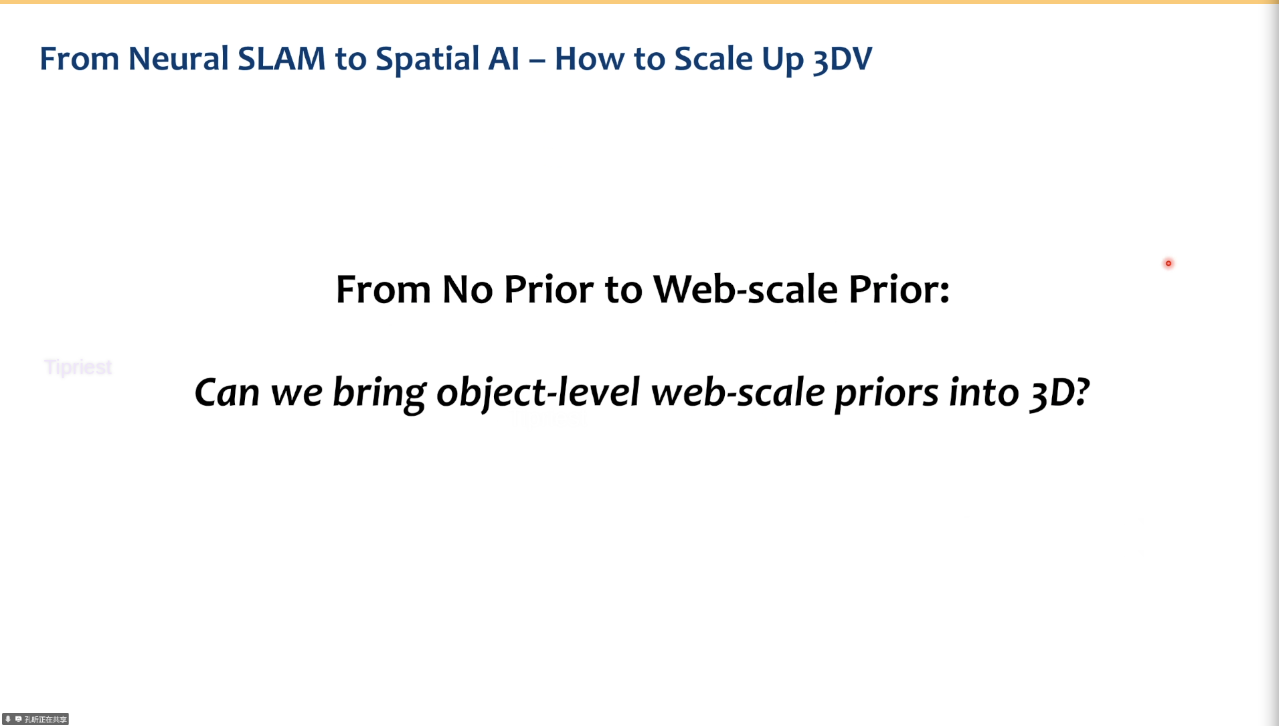 From Neural SLAM to Spatial AI – How to Scale Up 3DV
From No Prior to Web-scale Prior:
Tipriest
Can we bring object-level web-scale priors into 3D?
孔昕正在共享